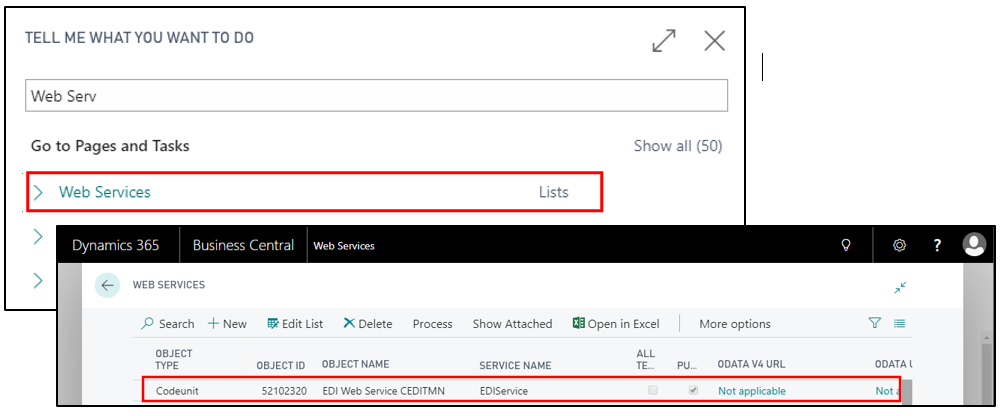 TELL ME WHAT YOU WANT TO DO
Web Serv
Go to Pages and Tasks Show all (50)
Web Services Lists
Dynamics 365 Business Central Web Services ?
WEB SERVICES
Search + New Edit List Delete Process Show Attached Open in Excel More options
OBJECT TYPE OBJECT ID OBJECT NAME SERVICE NAME ALL TE... PU... ODATA V4 URL ODATA U
Codeunit 52102320 EDI Web Service CEDITMN EDIService Not applicable Not a